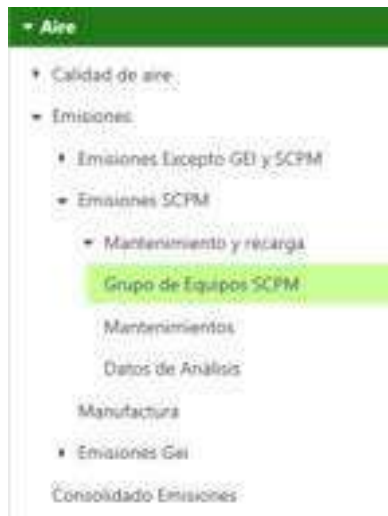 Aire
Calidad de aire
Emisiones
Emisiones Excepto GEI y SCPM
Emisiones SCPM
Mantenimiento y recarga
Grupo de Equipos SCPM
Mantenimientos
Datos de Análisis
Manufactura
Emisiones Gei
Consolidado Emisiones